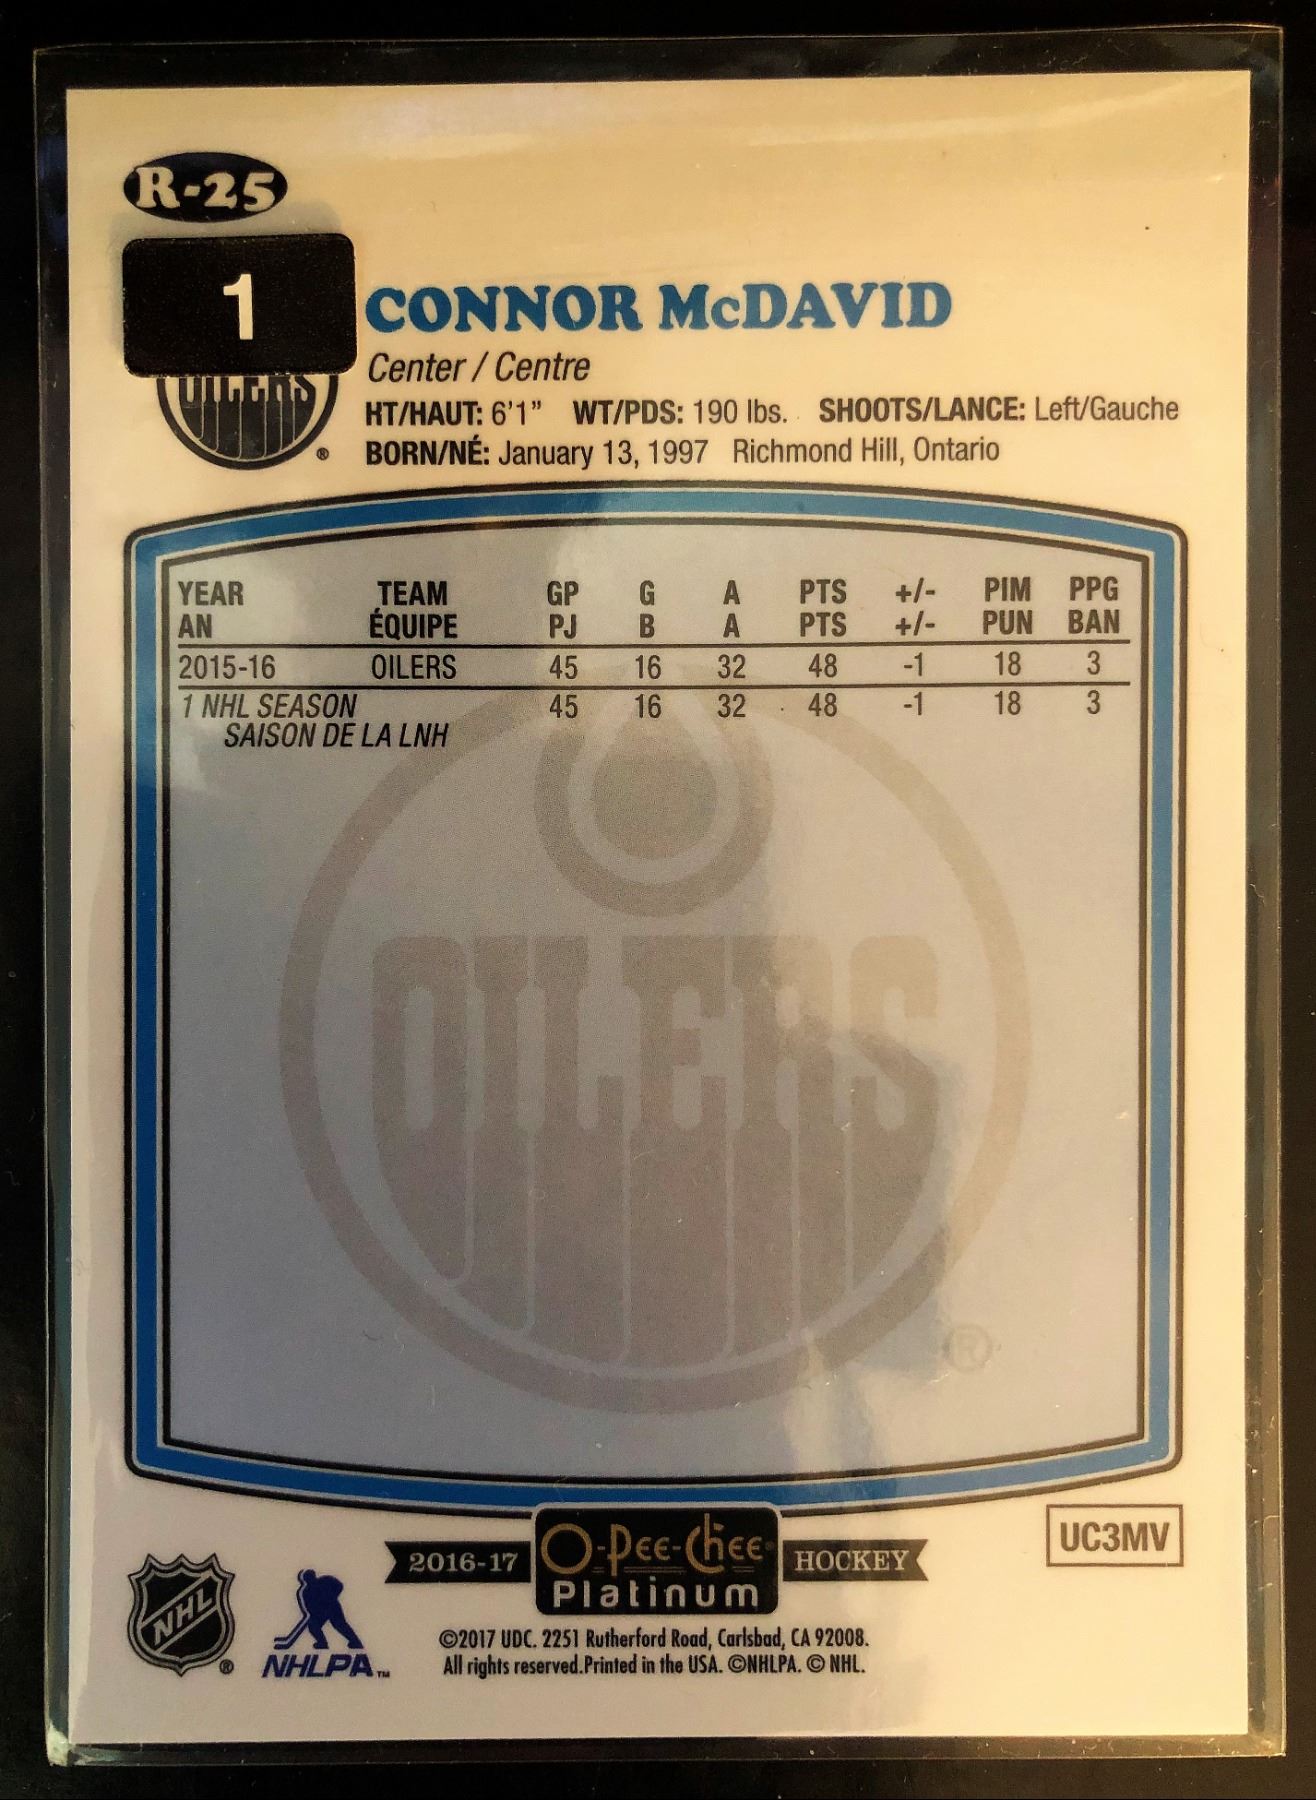 R-25
1
CONNOR McDAVID
Center / Centre
OILERS
®
HT/HAUT: 6'1" WT/PDS: 190 lbs. SHOOTS/LANCE: Left/Gauche
BORN/NÉ: January 13, 1997 Richmond Hill, Ontario
YEAR TEAM GP G A PTS +/- PIM PPG
AN ÉQUIPE PJ B A PTS +/- PUN BAN
2015-16 OILERS 45 16 32 48 -1 18 3
1 NHL SEASON 45 16 32 48 -1 18 3
SAISON DE LA LNH
OILERS
®
2016-17 O-Pee-Chee Platinum HOCKEY
UC3MV
NHL ®
NHLPA™
©2017 UDC. 2251 Rutherford Road, Carlsbad, CA 92008.
All rights reserved.Printed in the USA. ©NHLPA. © NHL.